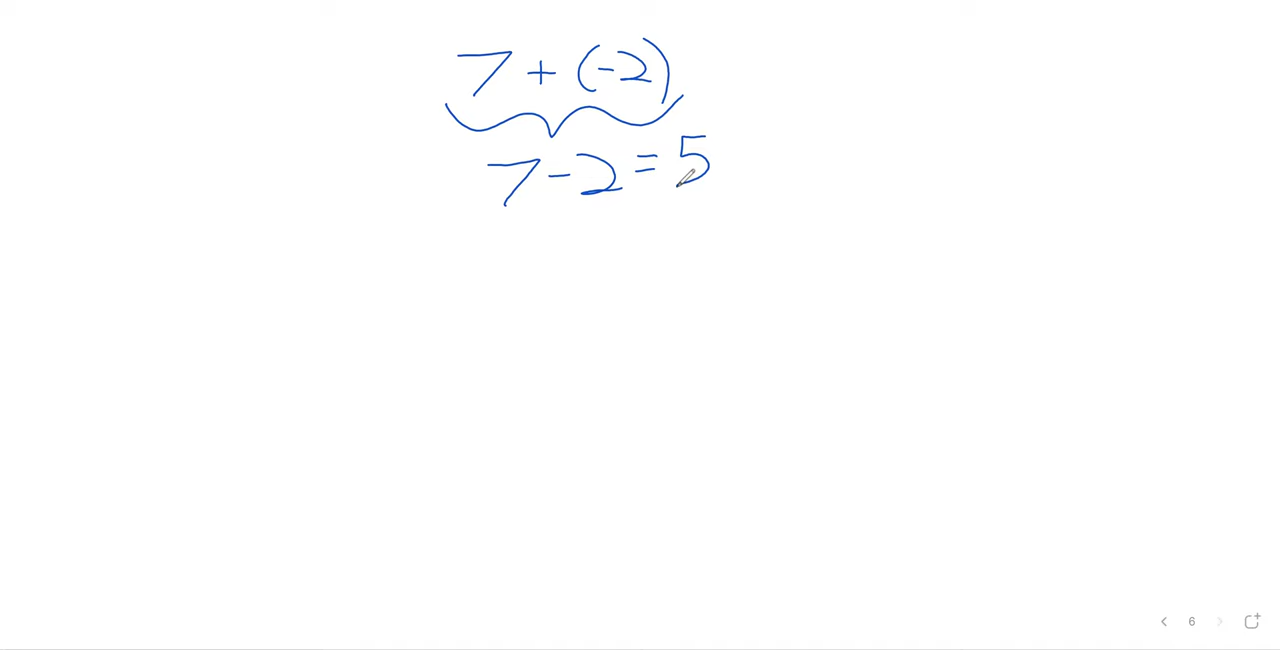 7 + (-2)
7 - 2 = 5
6